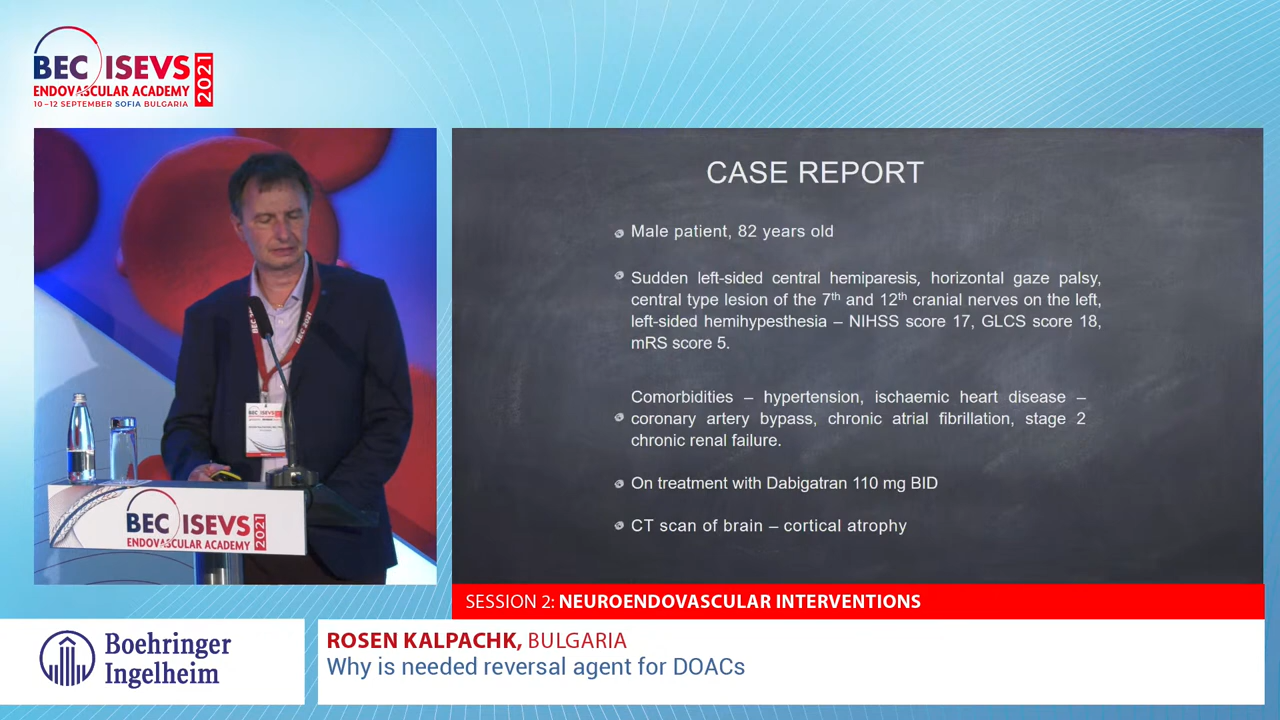 BEC ISEVS
ENDOVASCULAR ACADEMY
2021
10–12 SEPTEMBER SOFIA BULGARIA
BEC 2021
BEC ISEVS
BEC ISEVS
ENDOVASCULAR ACADEMY
2021
CASE REPORT
Male patient, 82 years old
Sudden left-sided central hemiparesis, horizontal gaze palsy,
central type lesion of the 7th and 12th cranial nerves on the left,
left-sided hemihypesthesia – NIHSS score 17, GLCS score 18,
mRS score 5.
Comorbidities – hypertension, ischaemic heart disease –
coronary artery bypass, chronic atrial fibrillation, stage 2
chronic renal failure.
On treatment with Dabigatran 110 mg BID
CT scan of brain – cortical atrophy
SESSION 2: NEUROENDOVASCULAR INTERVENTIONS
Boehringer
Ingelheim
ROSEN KALPACHK, BULGARIA
Why is needed reversal agent for DOACs